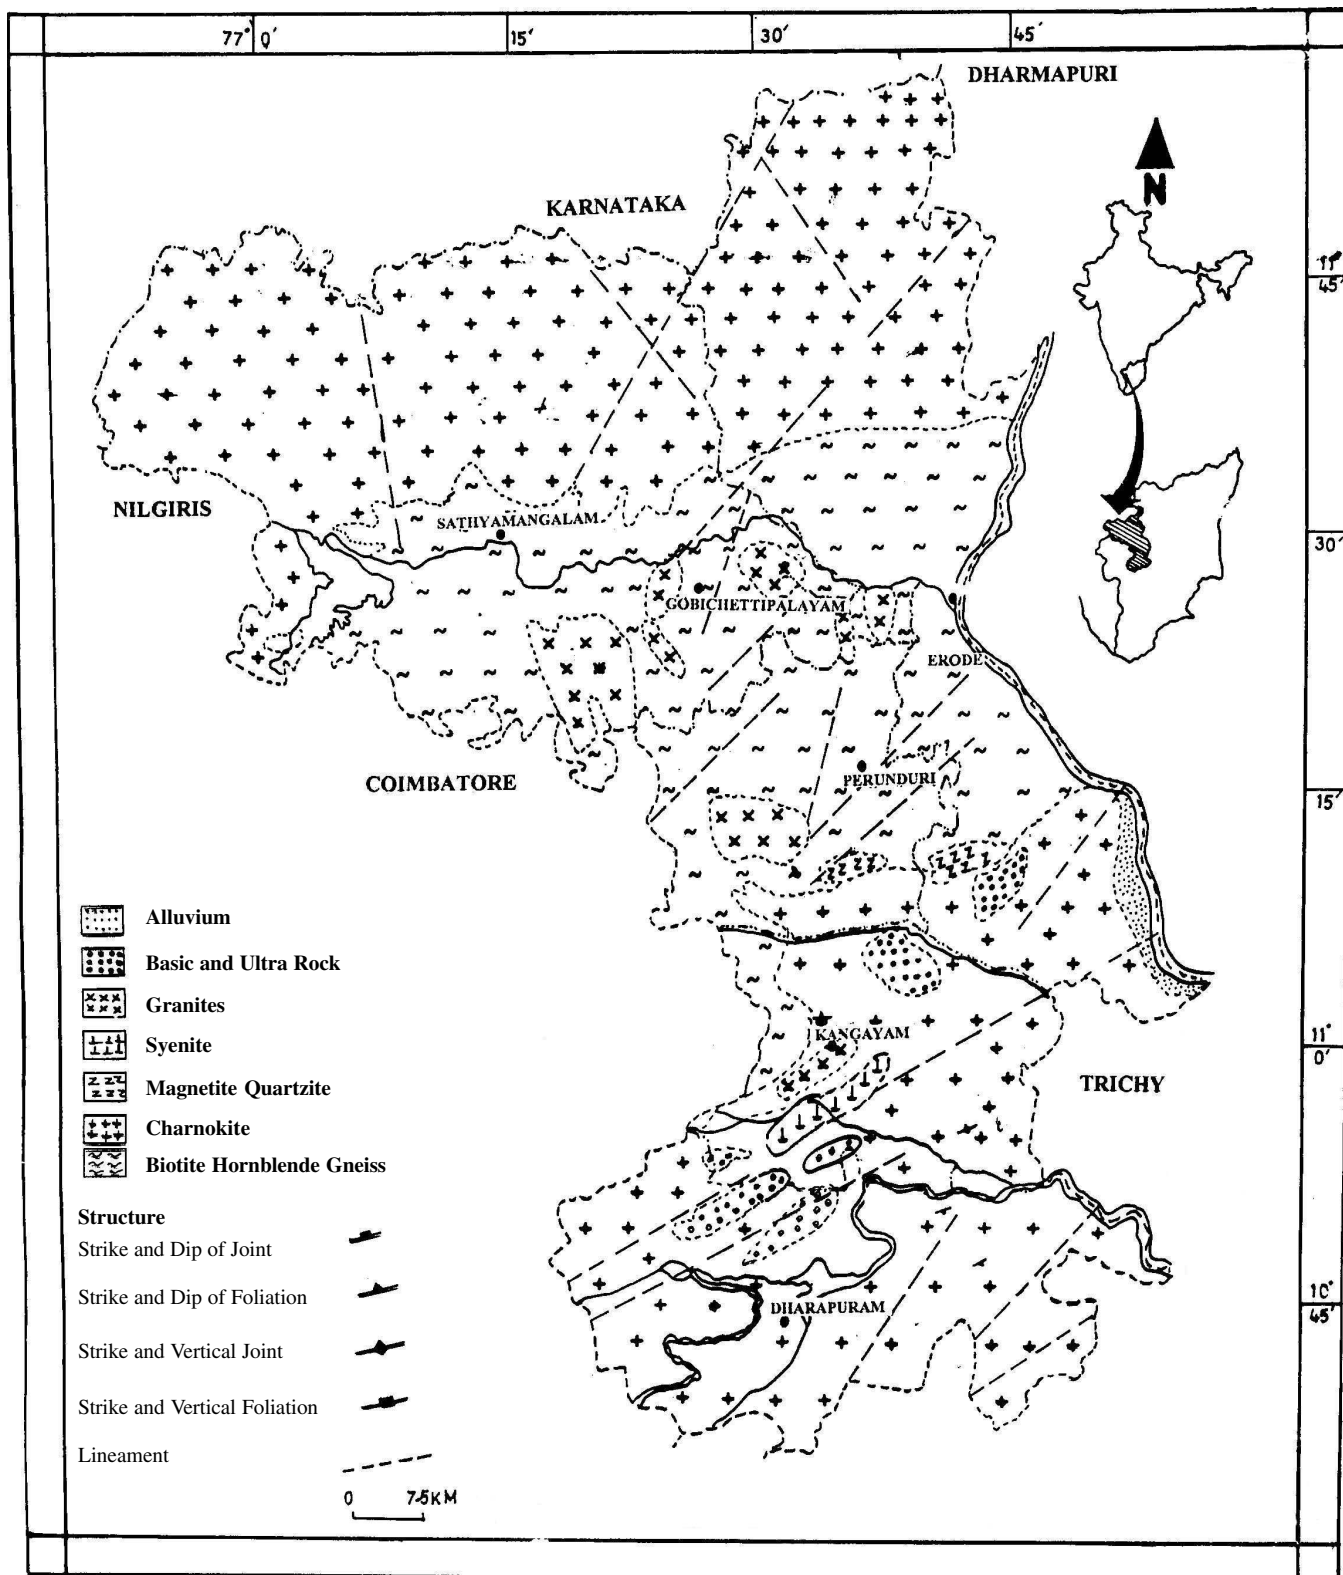 77° 0′ 15′ 30′ 45′
DHARMAPURI
N
KARNATAKA
11°
45′
NILGIRIS
SATHYAMANGALAM
30′
GOBICHETTIPALAYAM
ERODE
COIMBATORE
PERUNDURI
15′
Alluvium
Basic and Ultra Rock
Granites
Syenite
Magnetite Quartzite
Charnokite
Biotite Hornblende Gneiss
KANGAYAM
11°
0′
TRICHY
Structure
Strike and Dip of Joint
Strike and Dip of Foliation
Strike and Vertical Joint
Strike and Vertical Foliation
Lineament
DHARAPURAM
10°
45′
0 7.5KM